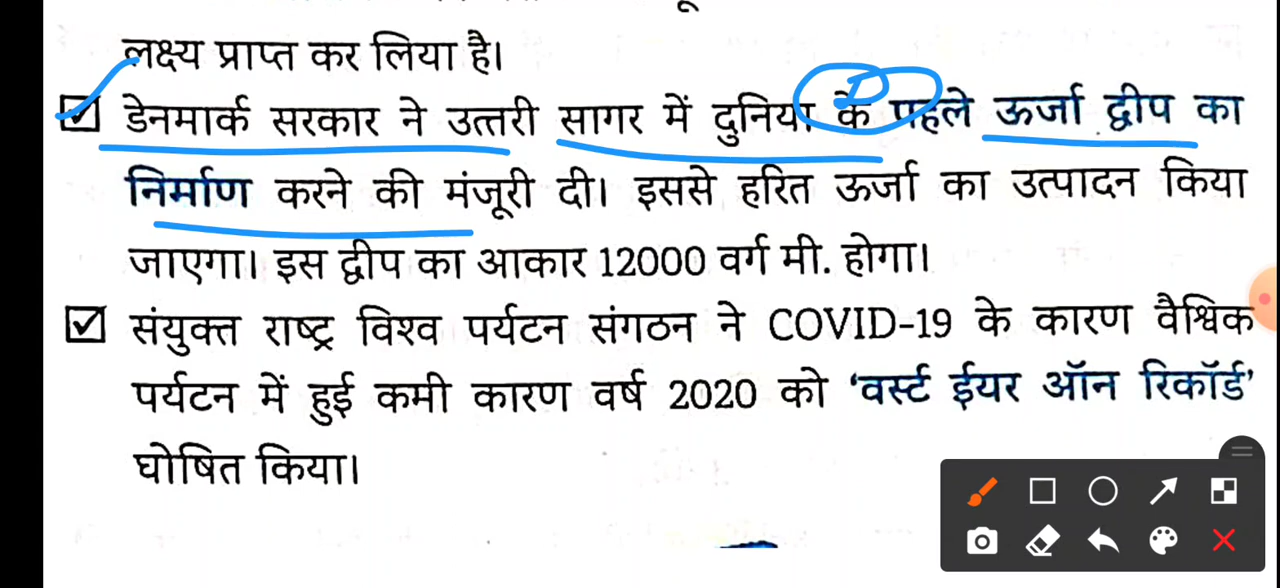 लक्ष्य प्राप्त कर लिया है।
डेनमार्क सरकार ने उत्तरी सागर में दुनिया के पहले ऊर्जा द्वीप का
निर्माण करने की मंजूरी दी। इससे हरित ऊर्जा का उत्पादन किया
जाएगा। इस द्वीप का आकार 12000 वर्ग मी. होगा।
संयुक्त राष्ट्र विश्व पर्यटन संगठन ने COVID-19 के कारण वैश्विक
पर्यटन में हुई कमी कारण वर्ष 2020 को ‘वर्स्ट ईयर ऑन रिकॉर्ड’
घोषित किया।